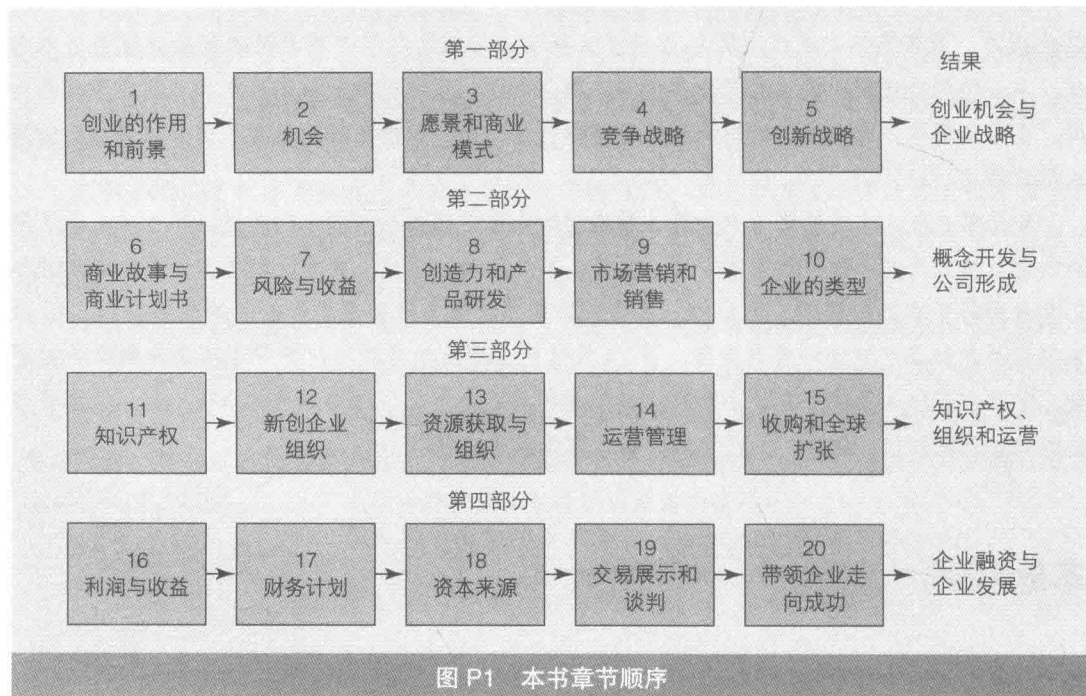 第一部分
结果
1
创业的作用
和前景
2
机会
3
愿景和商业
模式
4
竞争战略
5
创新战略
创业机会与
企业战略
第二部分
6
商业故事与
商业计划书
7
风险与收益
8
创造力和产
品研发
9
市场营销和
销售
10
企业的类型
概念开发与
公司形成
第三部分
11
知识产权
12
新创企业
组织
13
资源获取与
组织
14
运营管理
15
收购和全球
扩张
知识产权、
组织和运营
第四部分
16
利润与收益
17
财务计划
18
资本来源
19
交易展示和
谈判
20
带领企业走
向成功
企业融资与
企业发展
图 P1 本书章节顺序